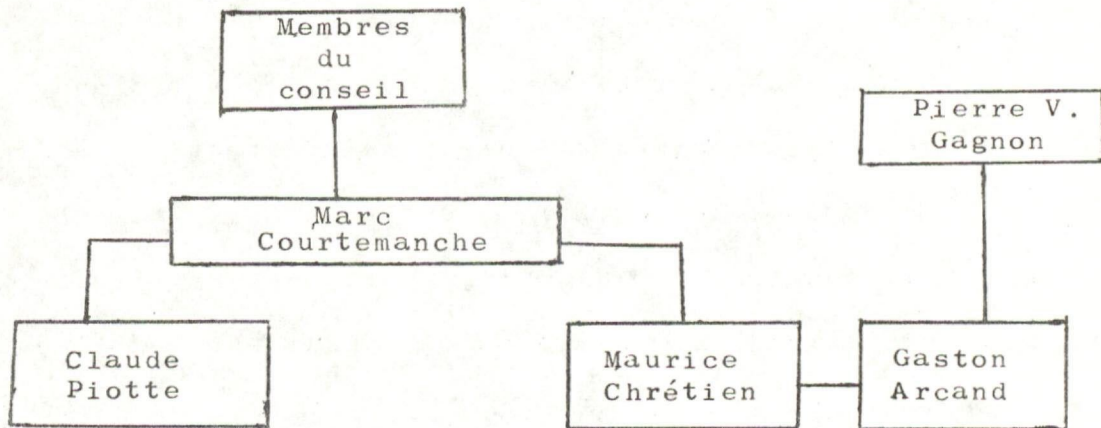 Membres
du
conseil
Pierre V.
Gagnon
Marc
Courtemanche
Claude
Piotte
Maurice
Chrétien
Gaston
Arcand